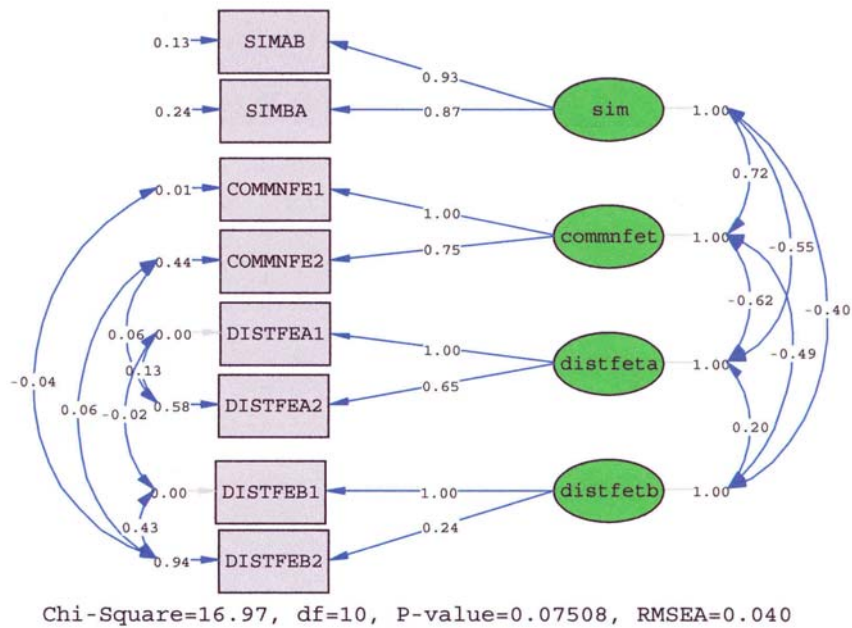 0.13 SIMAB
0.93
0.24 SIMBA 0.87 sim 1.00
0.72
0.01 COMMNFE1
1.00 commnfet 1.00
0.75
0.44 COMMNFE2
-0.55
-0.62
-0.40
0.06 0.00 DISTFEA1
1.00
-0.49
-0.04 0.13 distfeta 1.00
0.65
0.06 -0.02 0.58 DISTFEA2
0.20
0.00 DISTFEB1 1.00 distfetb 1.00
0.43
0.24
0.94 DISTFEB2
Chi-Square=16.97, df=10, P-value=0.07508, RMSEA=0.040